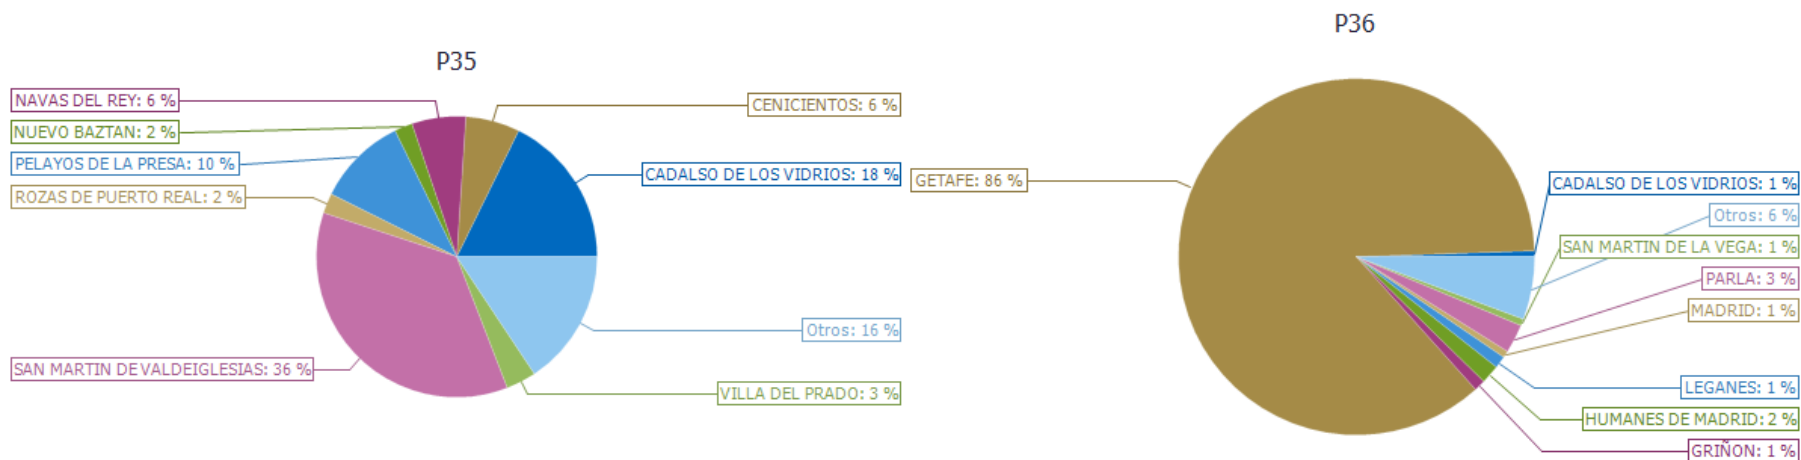 P35
NAVAS DEL REY: 6 %
NUEVO BAZTAN: 2 %
PELAYOS DE LA PRESA: 10 %
ROZAS DE PUERTO REAL: 2 %
SAN MARTIN DE VALDEIGLESIAS: 36 %
CENICIENTOS: 6 %
CADALSO DE LOS VIDRIOS: 18 %
Otros: 16 %
VILLA DEL PRADO: 3 %
P36
GETAFE: 86 %
CADALSO DE LOS VIDRIOS: 1 %
Otros: 6 %
SAN MARTIN DE LA VEGA: 1 %
PARLA: 3 %
MADRID: 1 %
LEGANES: 1 %
HUMANES DE MADRID: 2 %
GRIÑON: 1 %